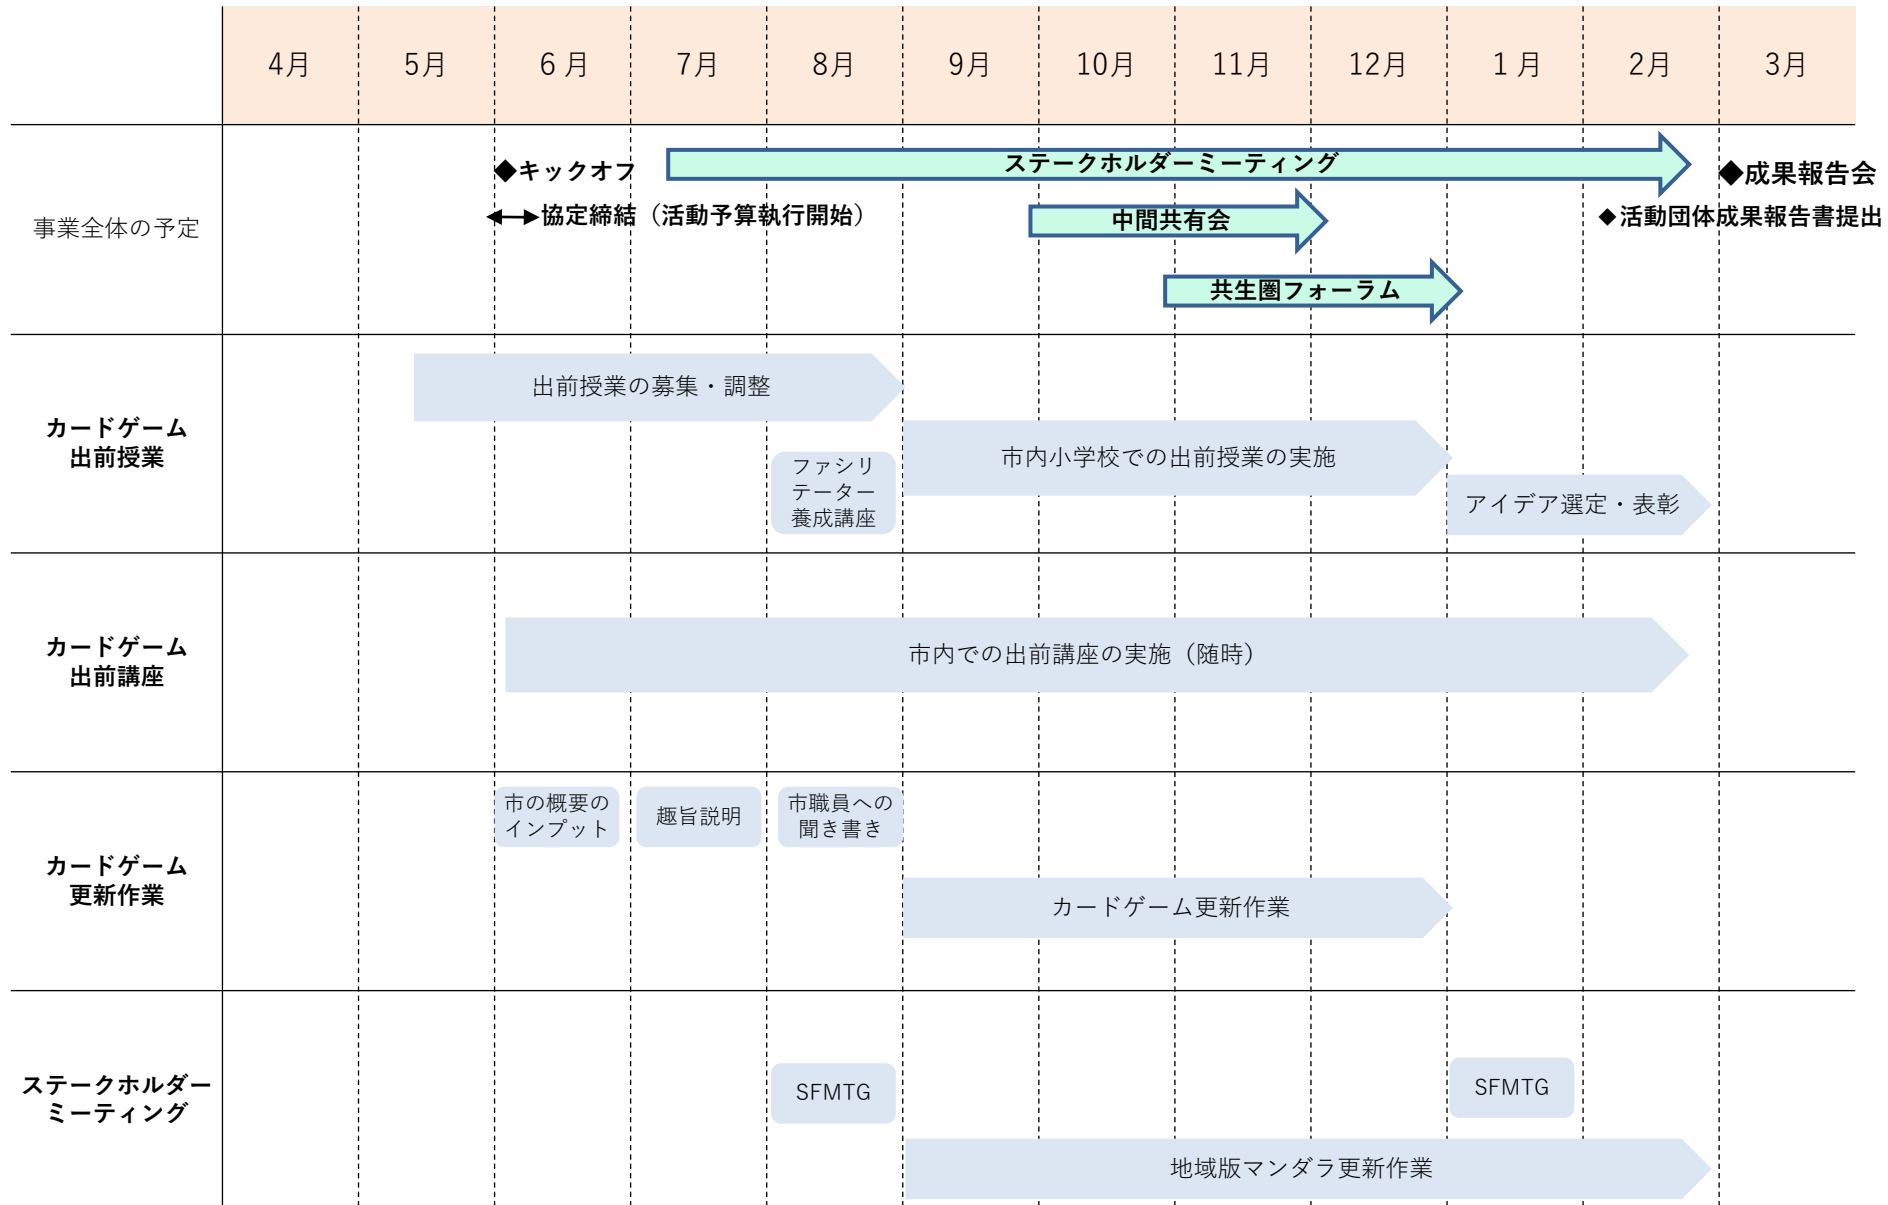 4月 5月 6月 7月 8月 9月 10月 11月 12月 1月 2月 3月
事業全体の予定
◆キックオフ
ステークホルダーミーティング
◆成果報告会
協定締結（活動予算執行開始）
中間共有会
◆活動団体成果報告書提出
共生圏フォーラム
カードゲーム
出前授業
出前授業の募集・調整
ファシリ
テーター
養成講座
市内小学校での出前授業の実施
アイデア選定・表彰
カードゲーム
出前講座
市内での出前講座の実施（随時）
カードゲーム
更新作業
市の概要の
インプット
趣旨説明
市職員への
聞き書き
カードゲーム更新作業
ステークホルダー
ミーティング
SFMTG
SFMTG
地域版マンダラ更新作業